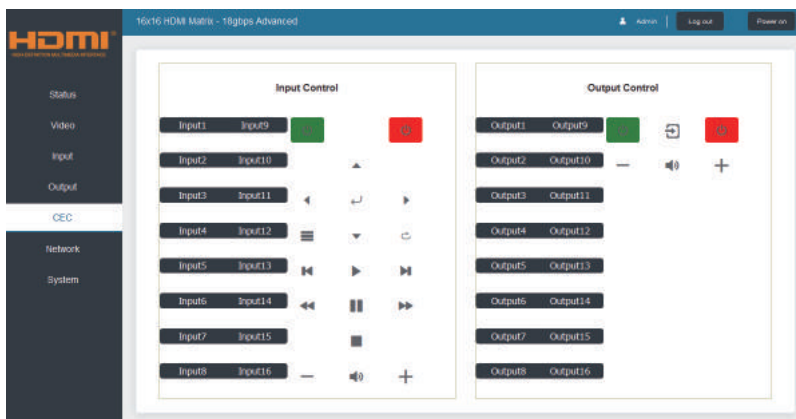 HDMI
16x16 HDMI Matrix - 18gbps Advanced
Admin
Log out
Power on
Status
Video
Input
Output
CEC
Network
System
Input Control
Input1 Input9
Input2 Input10
Input3 Input11
Input4 Input12
Input5 Input13
Input6 Input14
Input7 Input15
Input8 Input16
Output Control
Output1 Output9
Output2 Output10
Output3 Output11
Output4 Output12
Output5 Output13
Output6 Output14
Output7 Output15
Output8 Output16